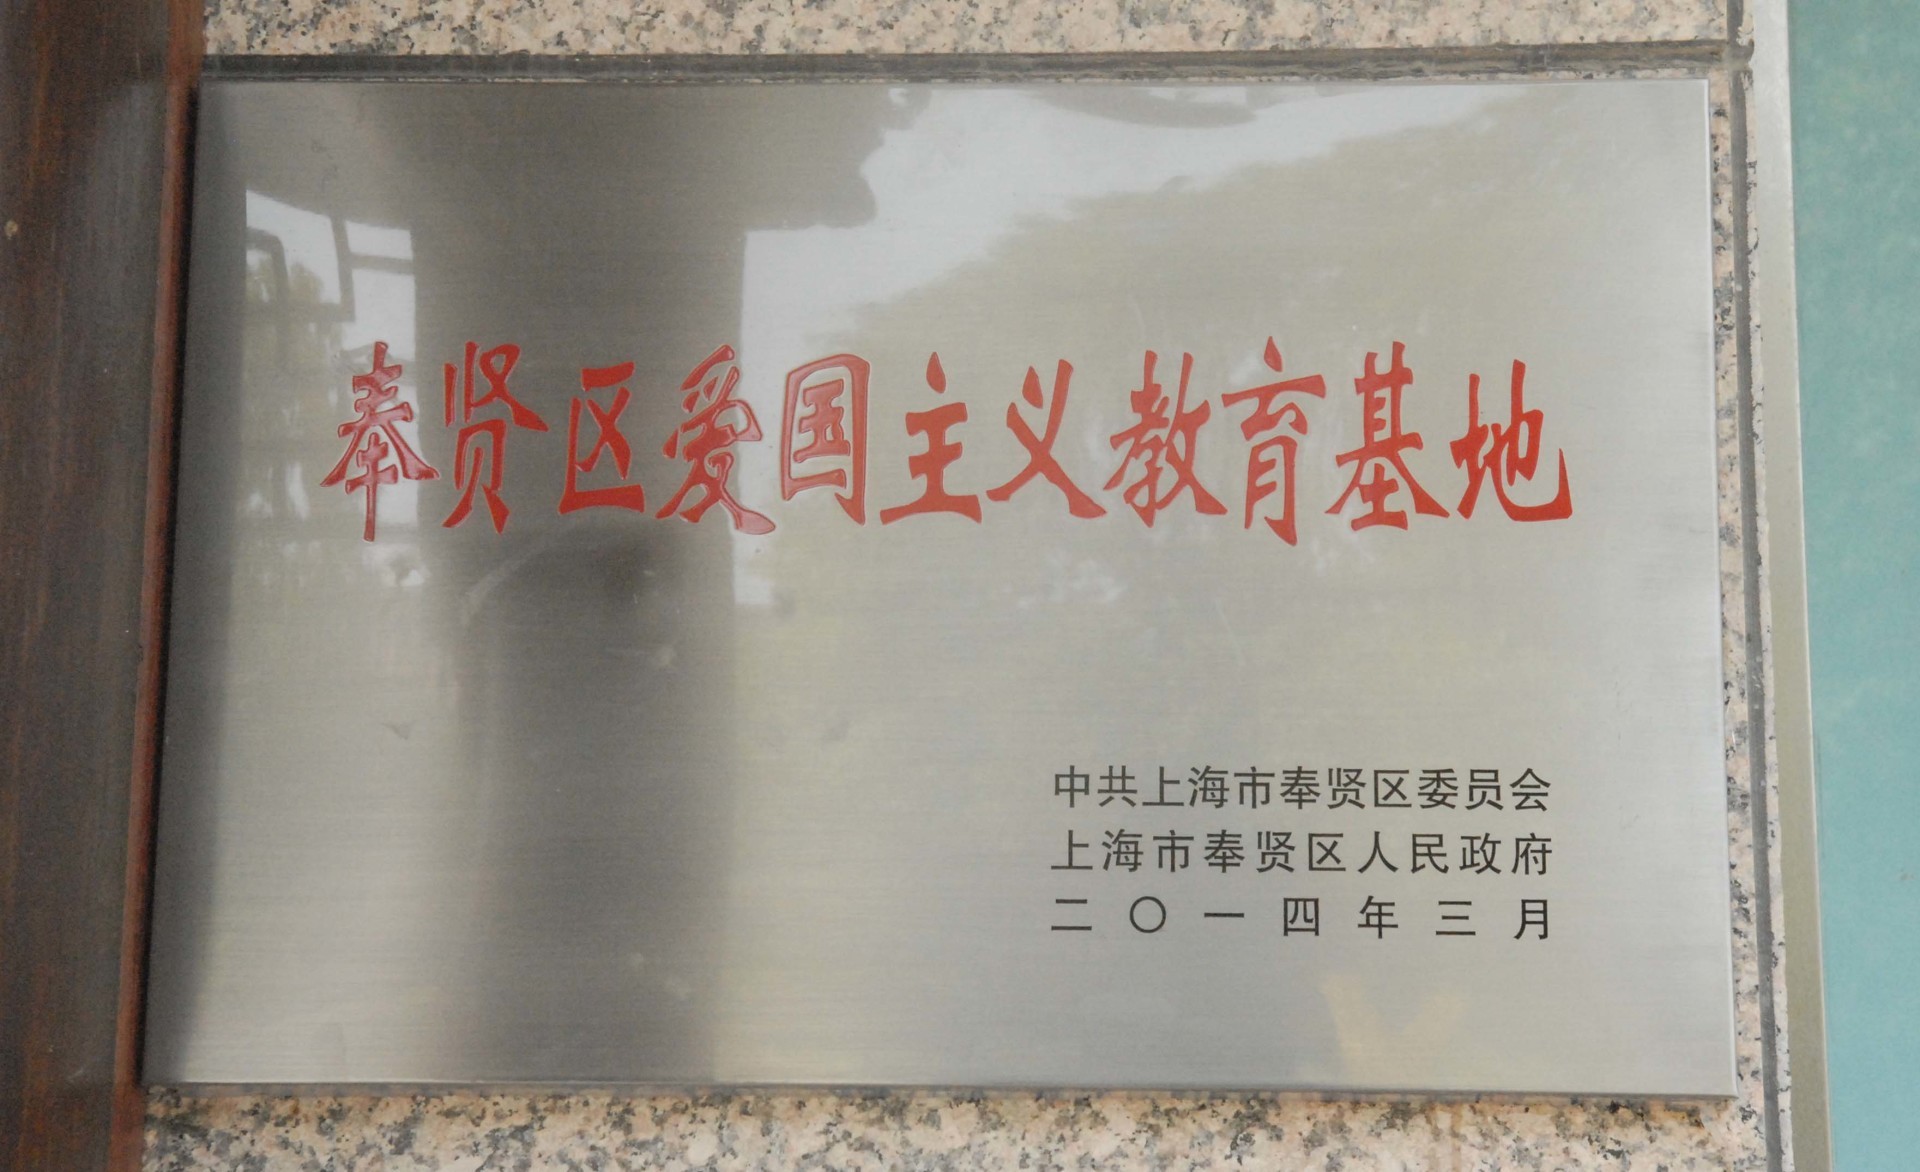 奉贤区爱国主义教育基地
中共上海市奉贤区委员会
上海市奉贤区人民政府
二〇一四年三月